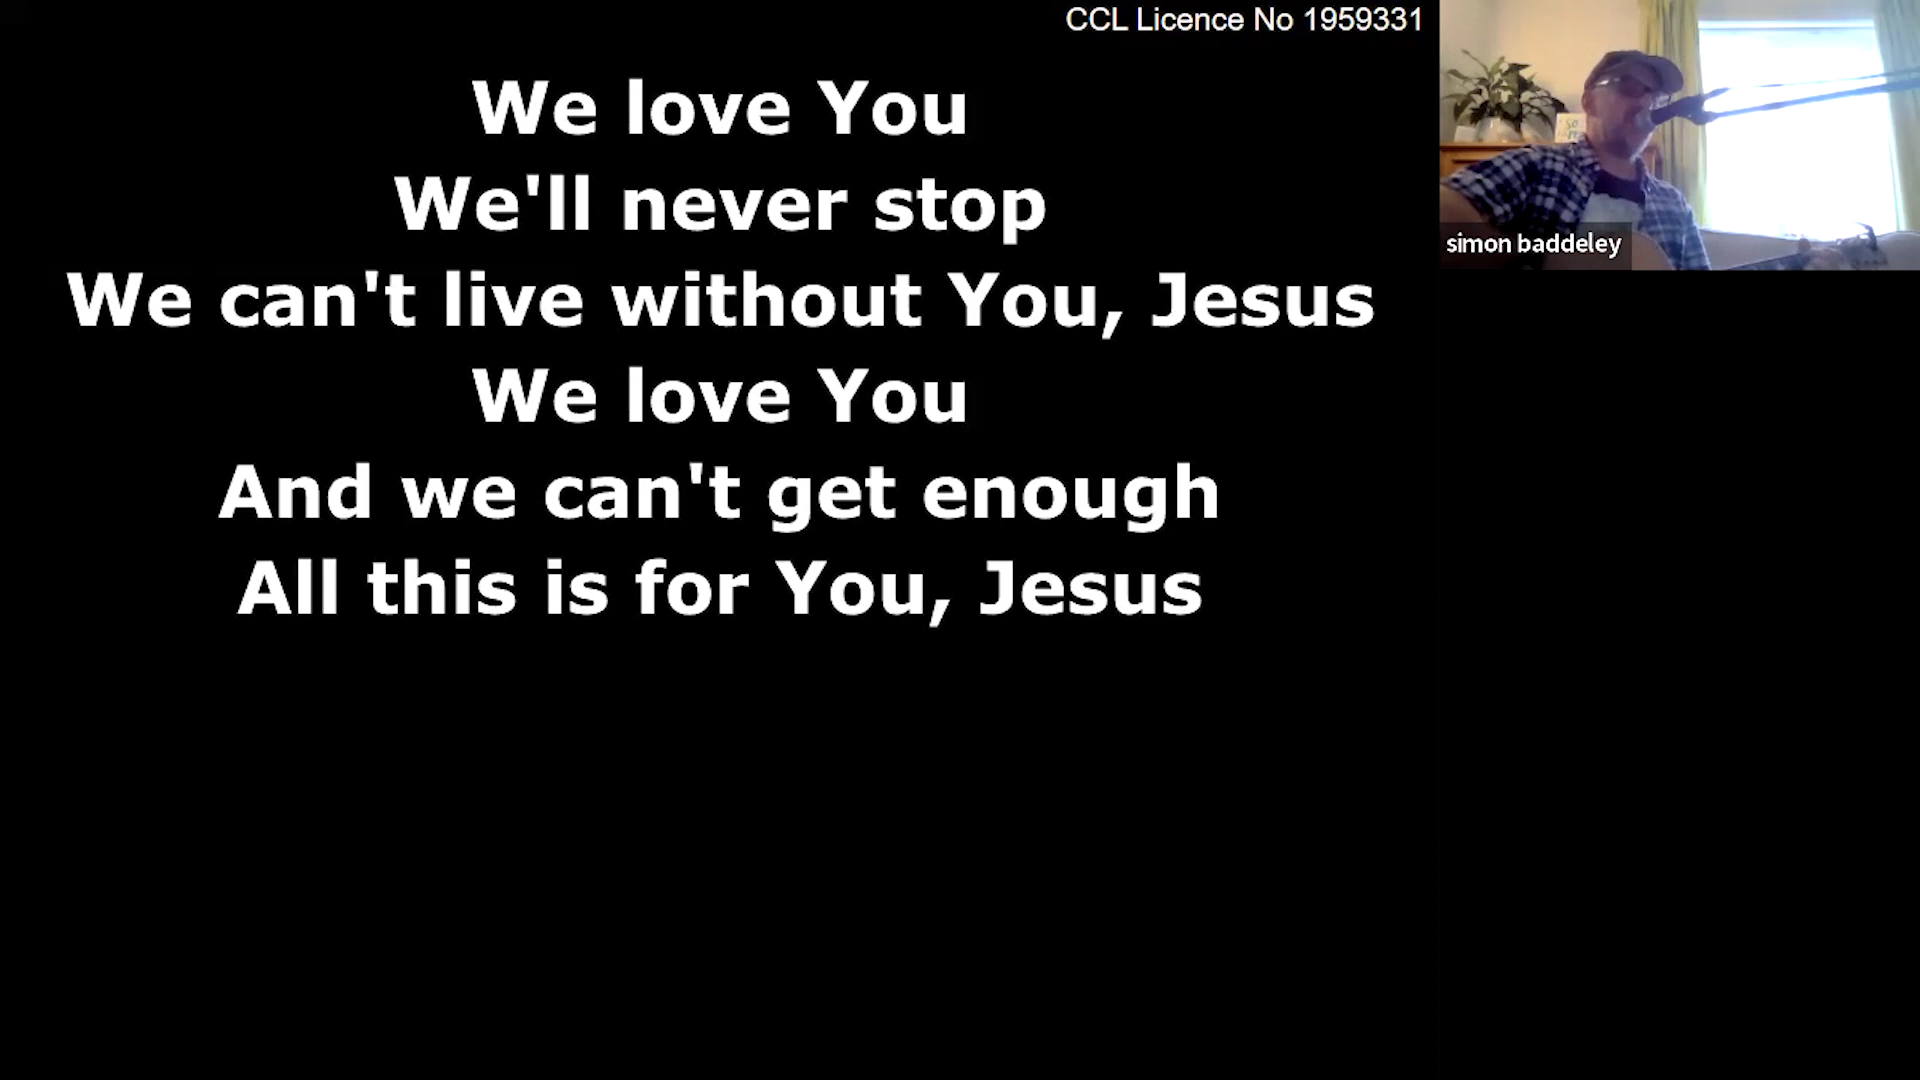 CCL Licence No 1959331
We love You
We'll never stop
We can't live without You, Jesus
We love You
And we can't get enough
All this is for You, Jesus
simon baddeley